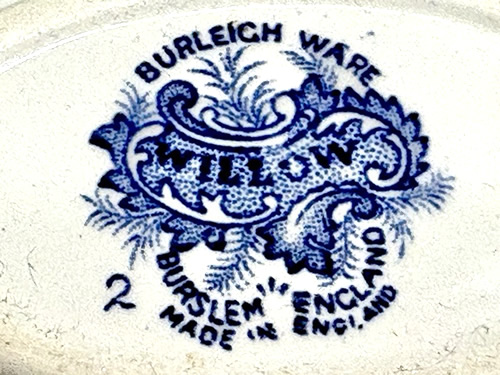 BURLEIGH WARE
WILLOW
BURSLEM ENGLAND
MADE IN ENGLAND
2